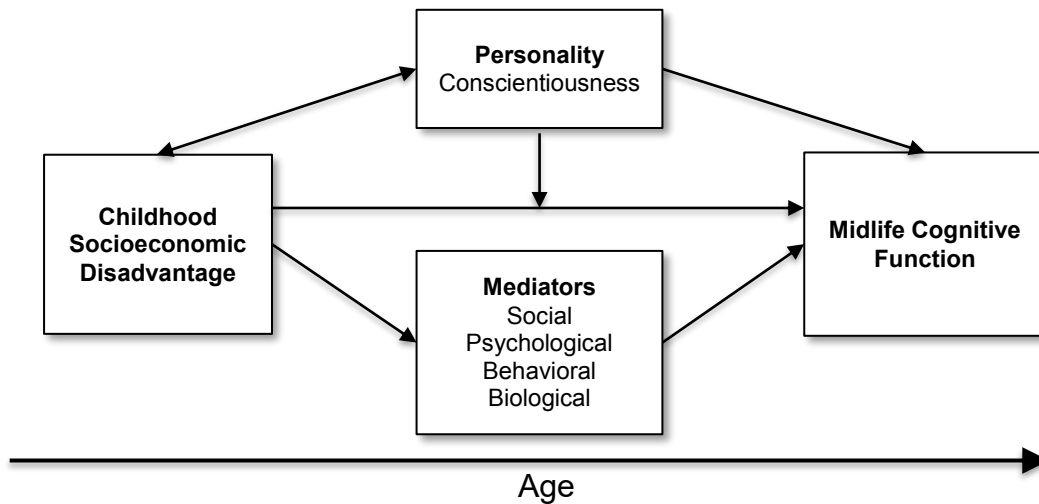 Personality
Conscientiousness
Childhood
Socioeconomic
Disadvantage
Midlife Cognitive
Function
Mediators
Social
Psychological
Behavioral
Biological
Age